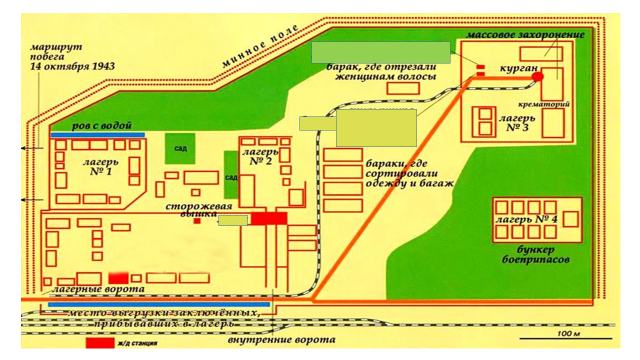 массовое захоронение
минное поле
маршрут
побега
14 октября 1943
барак, где отрезали
женщинам волосы
курган
крематорий
лагерь
№ 3
ров с водой
сад
лагерь
№ 1
лагерь
№ 2
сад
бараки, где
сортировали
одежду и багаж
сторожевая
вышка
лагерь № 4
бункер
боеприпасов
лагерные ворота
место выгрузки заключённых,
прибывавших в лагерь
внутренние ворота
ж/д станция
100 м